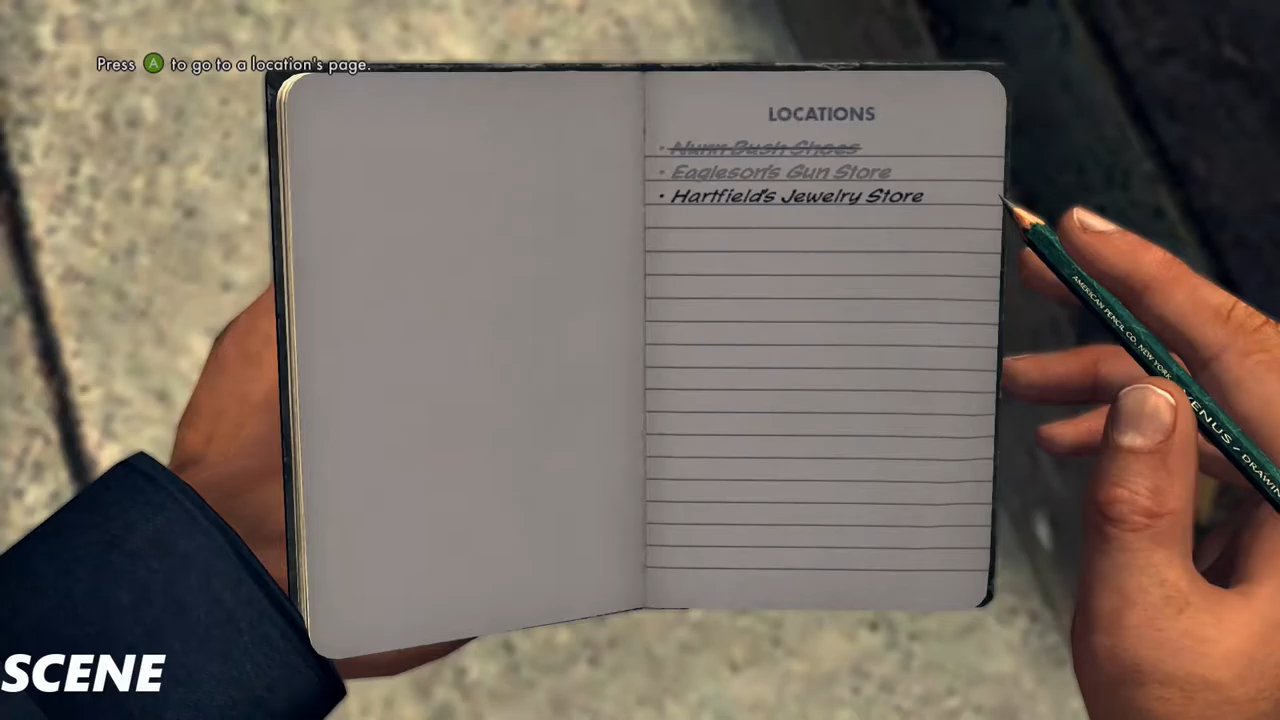 Press A to go to a location's page.
LOCATIONS
· Nunn Bush Shoes
· Eagleson's Gun Store
· Hartfield's Jewelry Store
AMERICAN PENCIL CO. NEW YORK
VENUS / DRAWIN
SCENE